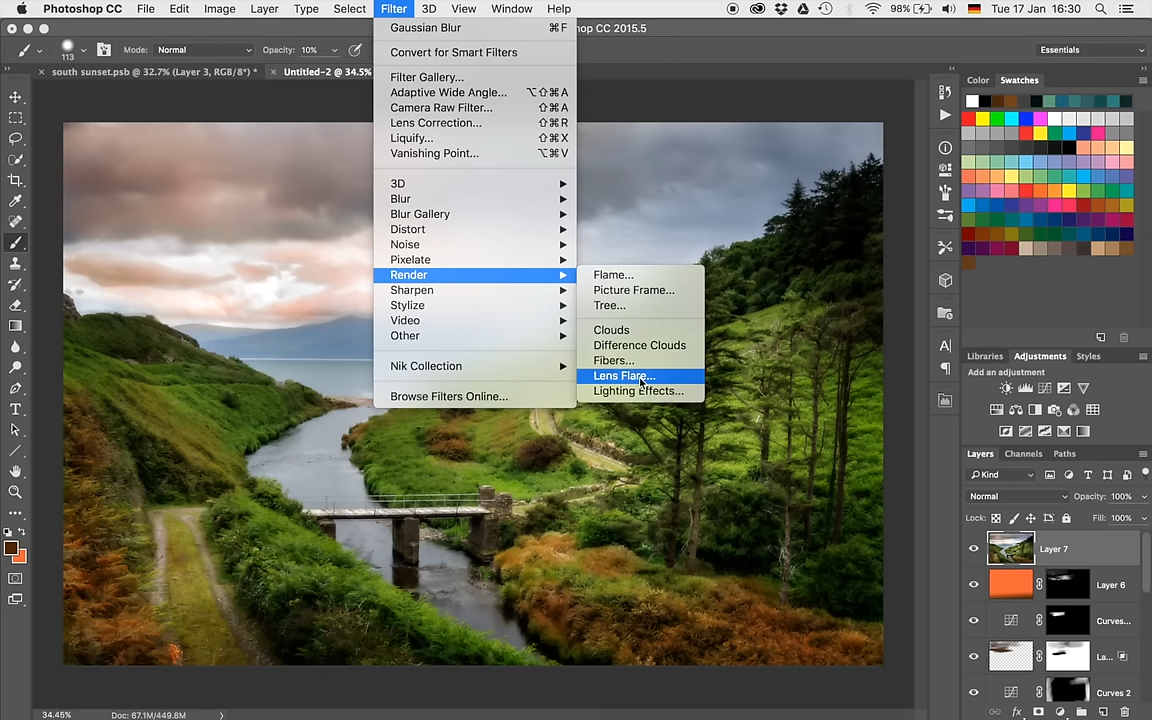 Photoshop CC File Edit Image Layer Type Select Filter 3D View Window Help 98% Tue 17 Jan 16:30
hop CC 2015.5
113 Mode: Normal Opacity: 10% Essentials
× south sunset.psb @ 32.7% (Layer 3, RGB/8*) * × Untitled-2 @ 34.5%
Gaussian Blur ⌘F
Convert for Smart Filters
Filter Gallery...
Adaptive Wide Angle... ⌥⇧⌘A
Camera Raw Filter... ⇧⌘A
Lens Correction... ⇧⌘R
Liquify... ⇧⌘X
Vanishing Point... ⌥⌘V
3D
Blur
Blur Gallery
Distort
Noise
Pixelate
Render
Sharpen
Stylize
Video
Other
Nik Collection
Browse Filters Online...
Flame...
Picture Frame...
Tree...
Clouds
Difference Clouds
Fibers...
Lens Flare...
Lighting Effects...
Color Swatches
Libraries Adjustments Styles
Add an adjustment
Layers Channels Paths
Kind
Normal Opacity: 100%
Lock: Fill: 100%
Layer 7
Layer 6
Curves...
La...
Curves 2
fx
34.45% Doc: 67.1M/449.8M